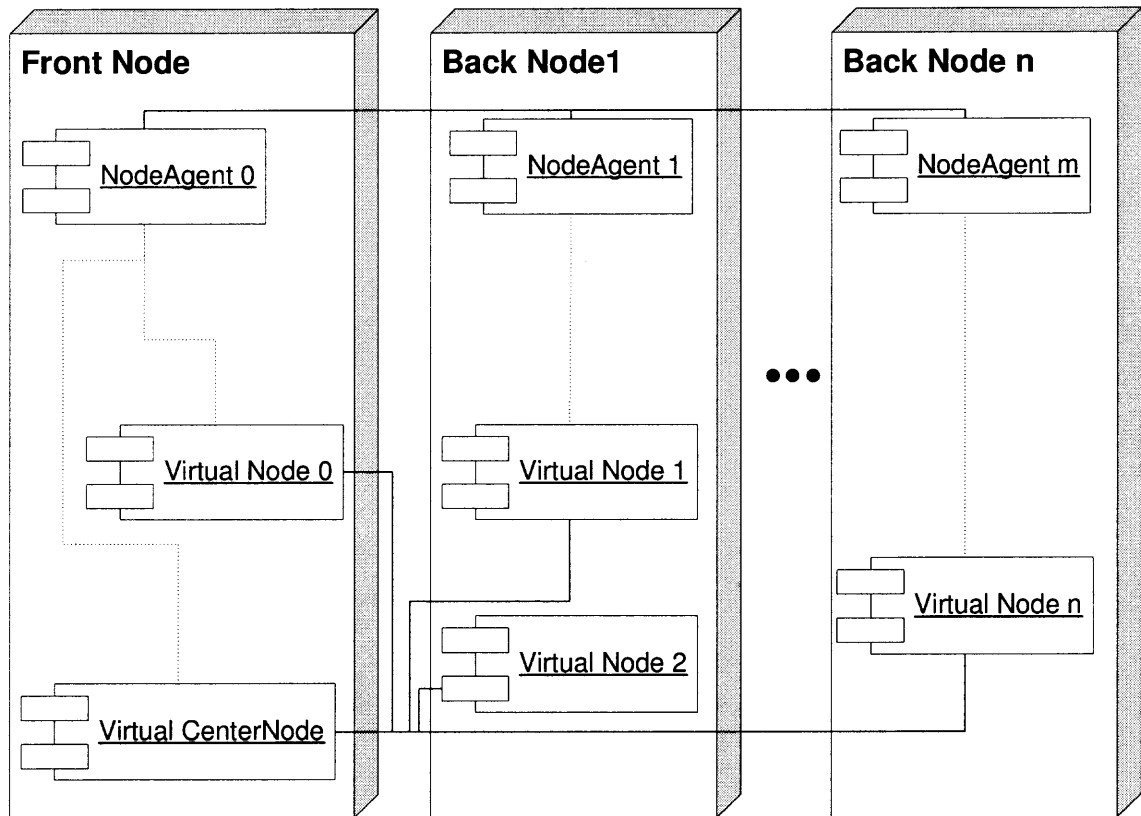 Front Node
Back Node1
Back Node n
NodeAgent 0
NodeAgent 1
NodeAgent m
Virtual Node 0
Virtual Node 1
Virtual Node n
Virtual Node 2
Virtual CenterNode